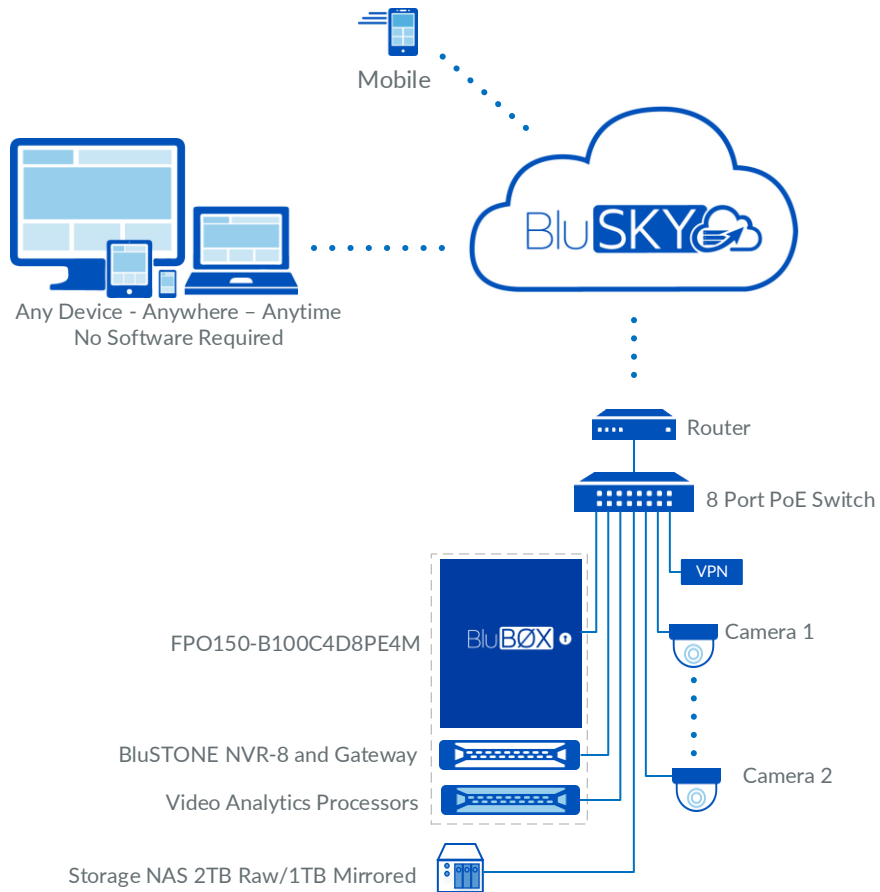 Mobile
BluSKY
Any Device - Anywhere – Anytime
No Software Required
Router
8 Port PoE Switch
VPN
FPO150-B100C4D8PE4M
BluBØX
Camera 1
BluSTONE NVR-8 and Gateway
Camera 2
Video Analytics Processors
Storage NAS 2TB Raw/1TB Mirrored